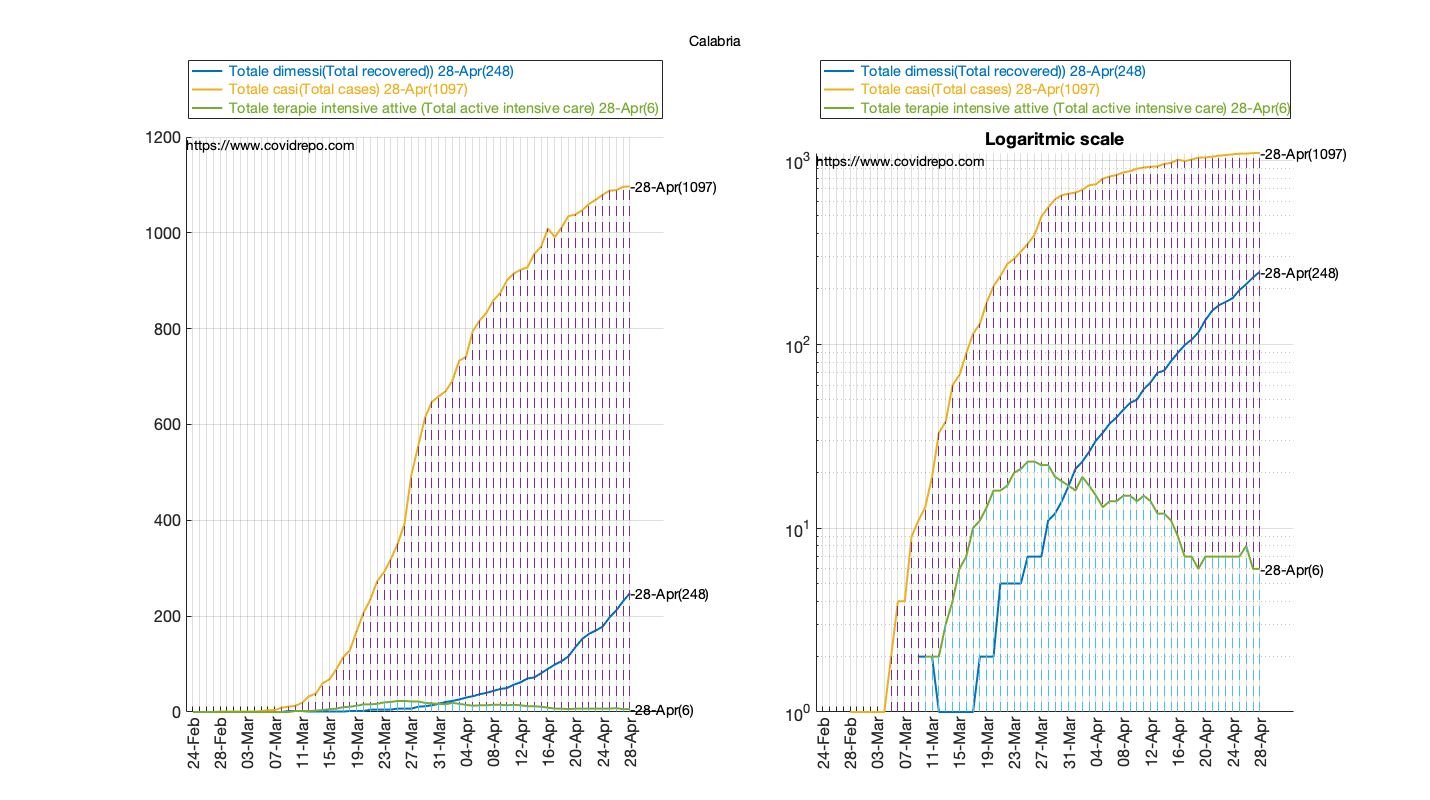 Calabria
Totale dimessi(Total recovered)) 28-Apr(248)
Totale casi(Total cases) 28-Apr(1097)
Totale terapie intensive attive (Total active intensive care) 28-Apr(6)
1200
1000
800
600
400
200
0
https://www.covidrepo.com
-28-Apr(1097)
-28-Apr(248)
-28-Apr(6)
24-Feb
28-Feb
03-Mar
07-Mar
11-Mar
15-Mar
19-Mar
23-Mar
27-Mar
31-Mar
04-Apr
08-Apr
12-Apr
16-Apr
20-Apr
24-Apr
28-Apr
Totale dimessi(Total recovered)) 28-Apr(248)
Totale casi(Total cases) 28-Apr(1097)
Totale terapie intensive attive (Total active intensive care) 28-Apr(6)
Logaritmic scale
10³
10²
10¹
10⁰
https://www.covidrepo.com
-28-Apr(1097)
-28-Apr(248)
-28-Apr(6)
24-Feb
28-Feb
03-Mar
07-Mar
11-Mar
15-Mar
19-Mar
23-Mar
27-Mar
31-Mar
04-Apr
08-Apr
12-Apr
16-Apr
20-Apr
24-Apr
28-Apr